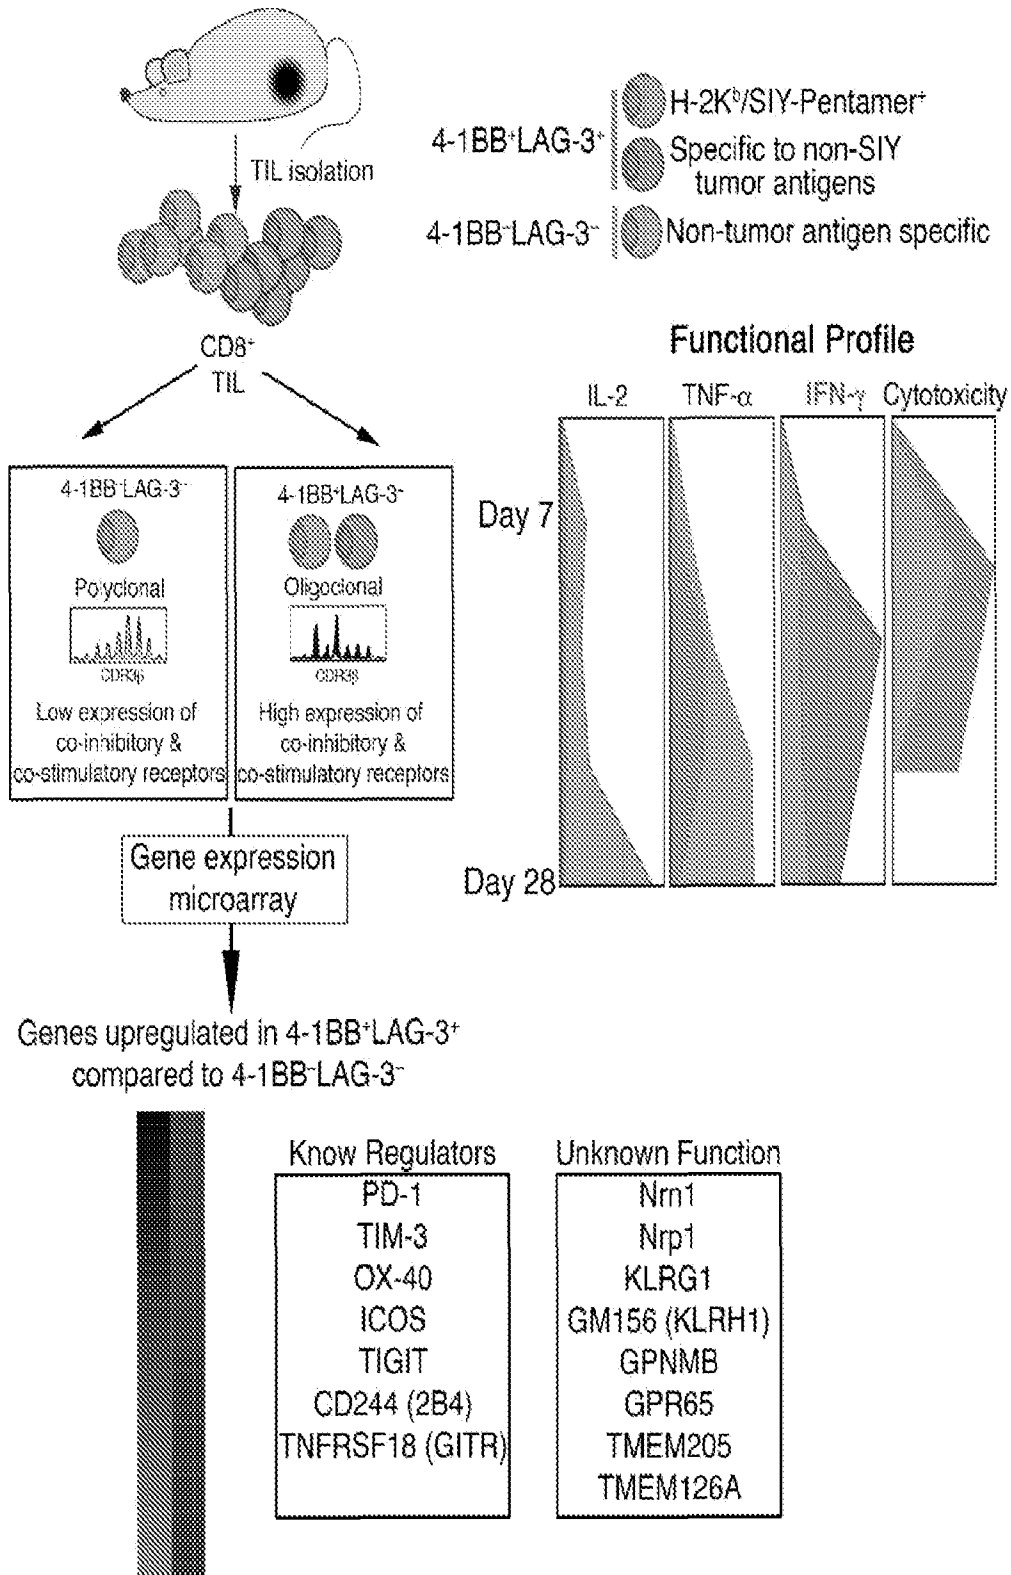 TIL isolation
4-1BB⁺LAG-3⁺
H-2Kᵇ/SIY-Pentamer⁺
Specific to non-SIY
tumor antigens
4-1BB⁻LAG-3⁻
Non-tumor antigen specific
CD8⁺
TIL
4-1BB⁻LAG-3⁻
Polyclonal
CDR3β
Low expression of
co-inhibitory &
co-stimulatory receptors
4-1BB⁺LAG-3⁺
Oligoclonal
CDR3β
High expression of
co-inhibitory &
co-stimulatory receptors
Functional Profile
IL-2 TNF-α IFN-γ Cytotoxicity
Day 7
Day 28
Gene expression
microarray
Genes upregulated in 4-1BB⁺LAG-3⁺
compared to 4-1BB⁻LAG-3⁻
Know Regulators
PD-1
TIM-3
OX-40
ICOS
TIGIT
CD244 (2B4)
TNFRSF18 (GITR)
Unknown Function
Nrn1
Nrp1
KLRG1
GM156 (KLRH1)
GPNMB
GPR65
TMEM205
TMEM126A